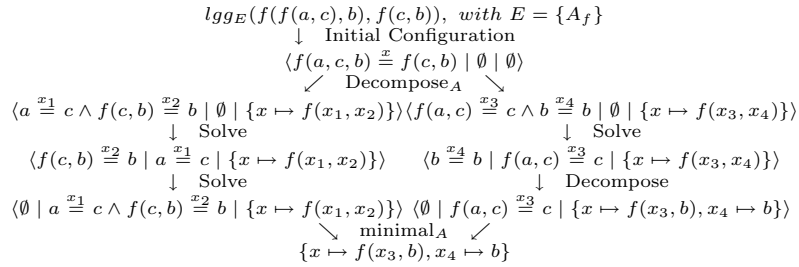 lgg_E(f(f(a, c), b), f(c, b)), with E = {A_f}
↓ Initial Configuration
⟨f(a, c, b) ≜^x f(c, b) | ∅ | ∅⟩
↙ Decompose_A ↘
⟨a =^{x_1} c ∧ f(c, b) =^{x_2} b | ∅ | {x ↦ f(x_1, x_2)}⟩⟨f(a, c) =^{x_3} c ∧ b =^{x_4} b | ∅ | {x ↦ f(x_3, x_4)}⟩
↓ Solve ↓ Solve
⟨f(c, b) =^{x_2} b | a =^{x_1} c | {x ↦ f(x_1, x_2)}⟩ ⟨b =^{x_4} b | f(a, c) =^{x_3} c | {x ↦ f(x_3, x_4)}⟩
↓ Solve ↓ Decompose
⟨∅ | a =^{x_1} c ∧ f(c, b) =^{x_2} b | {x ↦ f(x_1, x_2)}⟩ ⟨∅ | f(a, c) =^{x_3} c | {x ↦ f(x_3, b), x_4 ↦ b}⟩
↘ minimal_A ↙
{x ↦ f(x_3, b), x_4 ↦ b}